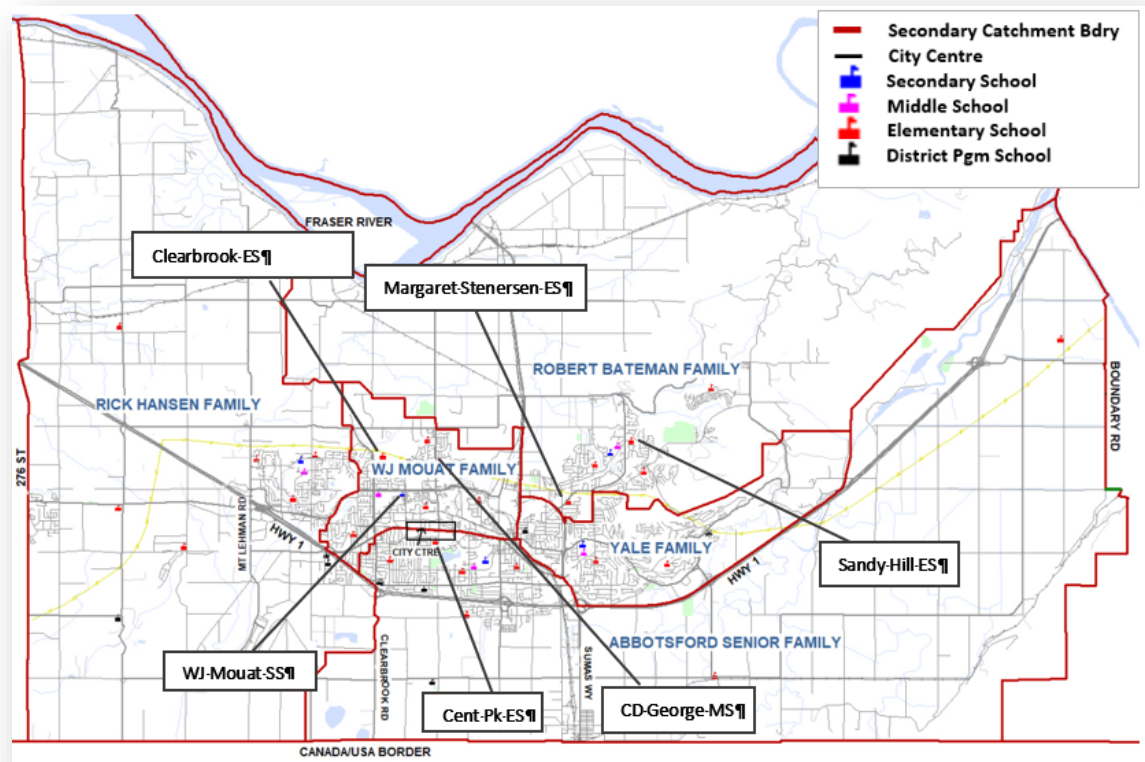 Secondary Catchment Bdry
City Centre
Secondary School
Middle School
Elementary School
District Pgm School
FRASER RIVER
Clearbrook-ES¶
Margaret-Stenersen-ES¶
ROBERT BATEMAN FAMILY
RICK HANSEN FAMILY
BOUNDARY RD
276 ST
WJ MOUAT FAMILY
MT LEHMAN RD
HWY 1
CITY CTRE
YALE FAMILY
HWY 1
Sandy-Hill-ES¶
ABBOTSFORD SENIOR FAMILY
WJ-Mouat-SS¶
CLEARBROOK RD
SUMAS WY
Cent-Pk-ES¶
CD-George-MS¶
CANADA/USA BORDER